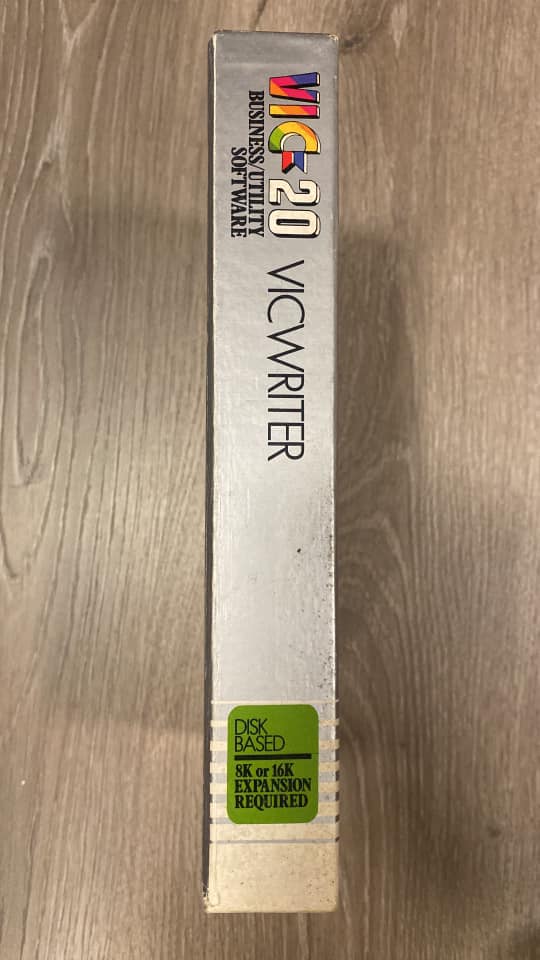 VIC-20
BUSINESS/UTILITY
SOFTWARE
VICWRITER
DISK
BASED
8K or 16K
EXPANSION
REQUIRED